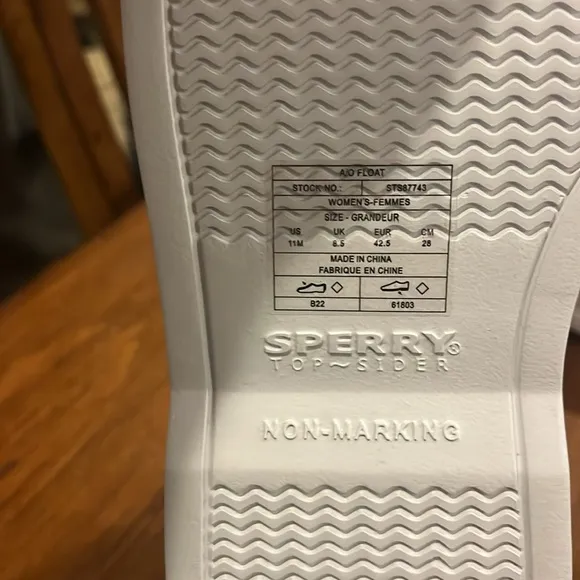 A/O FLOAT
STOCK NO.: STS87743
WOMEN'S-FEMMES
SIZE - GRANDEUR
US UK EUR CM
11M 8.5 42.5 28
MADE IN CHINA
FABRIQUE EN CHINE
B22 61803
SPERRY®
TOP~SIDER
NON-MARKING